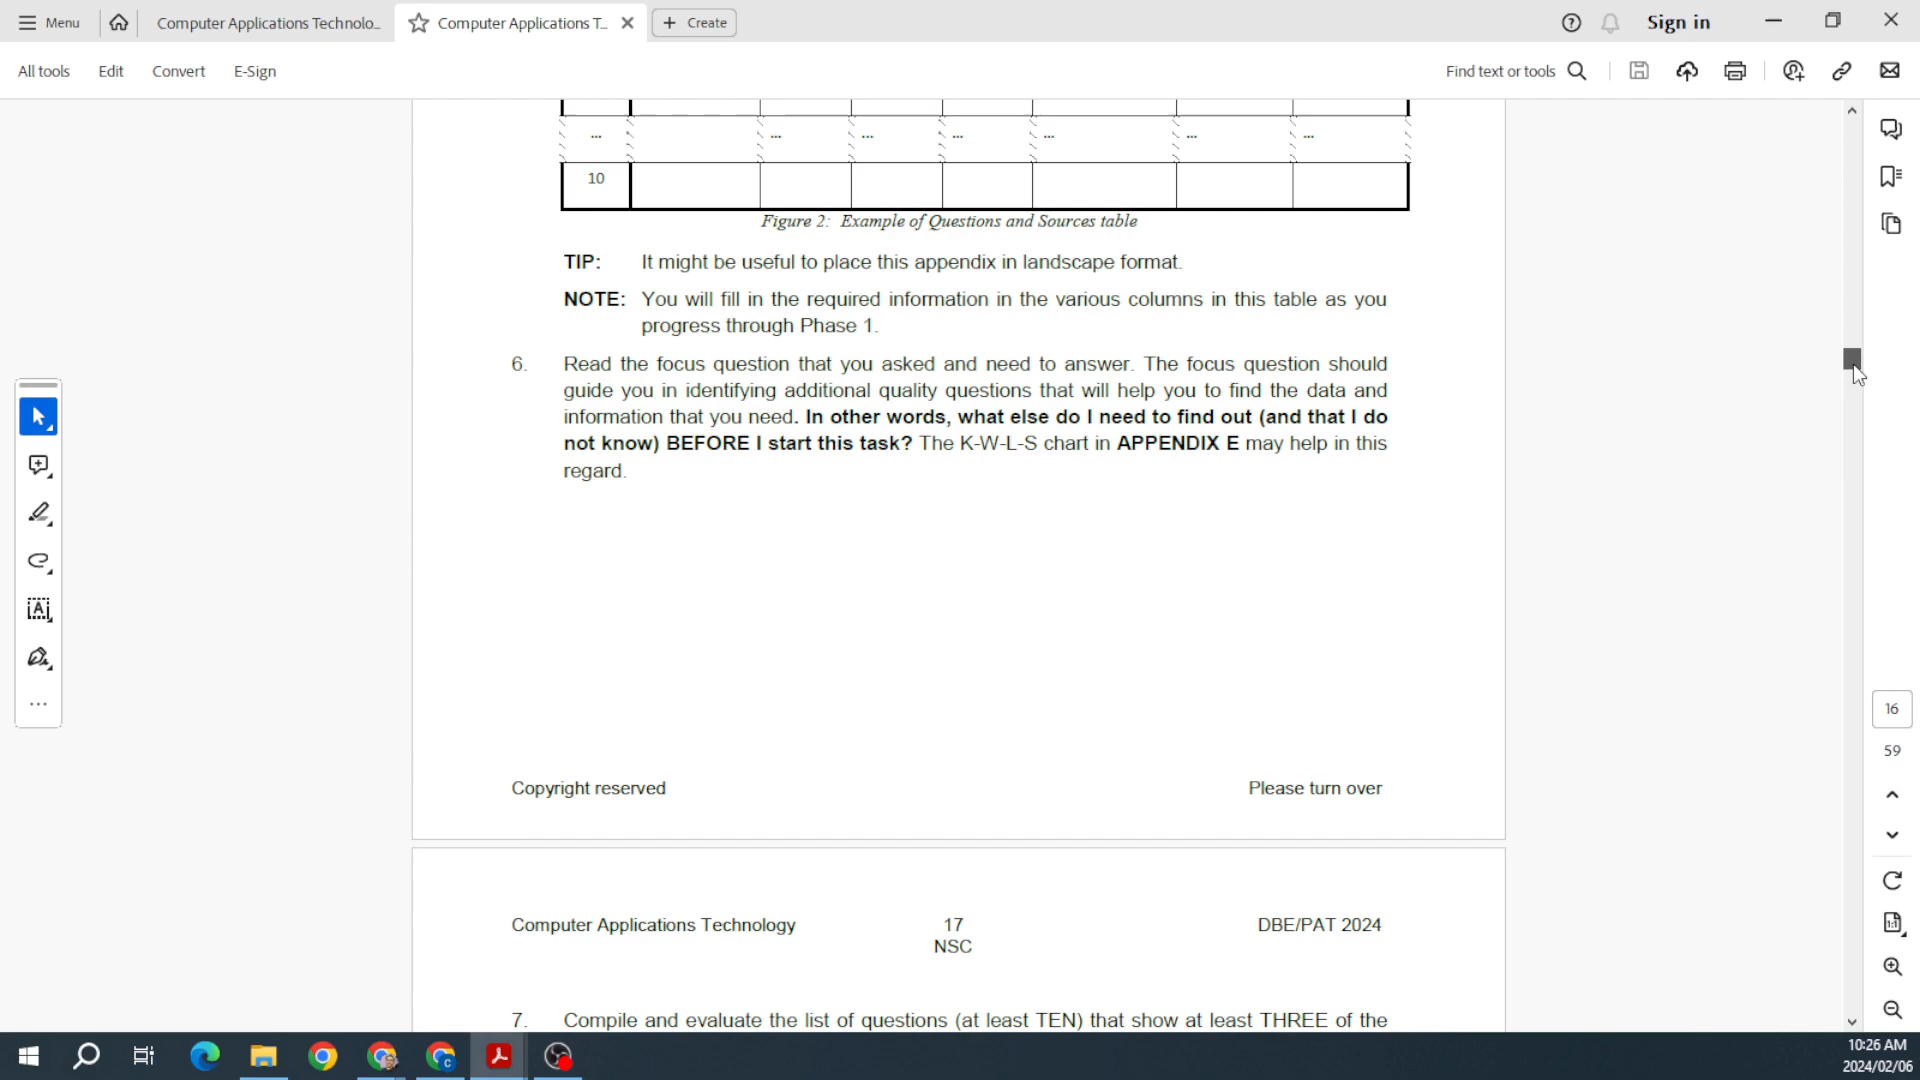 Menu
Computer Applications Technolo...
Computer Applications T...
Create
Sign in
All tools
Edit
Convert
E-Sign
Find text or tools
... ... ... ... ... ... ...
10
Figure 2: Example of Questions and Sources table
TIP: It might be useful to place this appendix in landscape format.
NOTE: You will fill in the required information in the various columns in this table as you
progress through Phase 1.
6. Read the focus question that you asked and need to answer. The focus question should
guide you in identifying additional quality questions that will help you to find the data and
information that you need. In other words, what else do I need to find out (and that I do
not know) BEFORE I start this task? The K-W-L-S chart in APPENDIX E may help in this
regard.
16
59
Copyright reserved Please turn over
Computer Applications Technology 17 DBE/PAT 2024
NSC
7. Compile and evaluate the list of questions (at least TEN) that show at least THREE of the
10:26 AM
2024/02/06